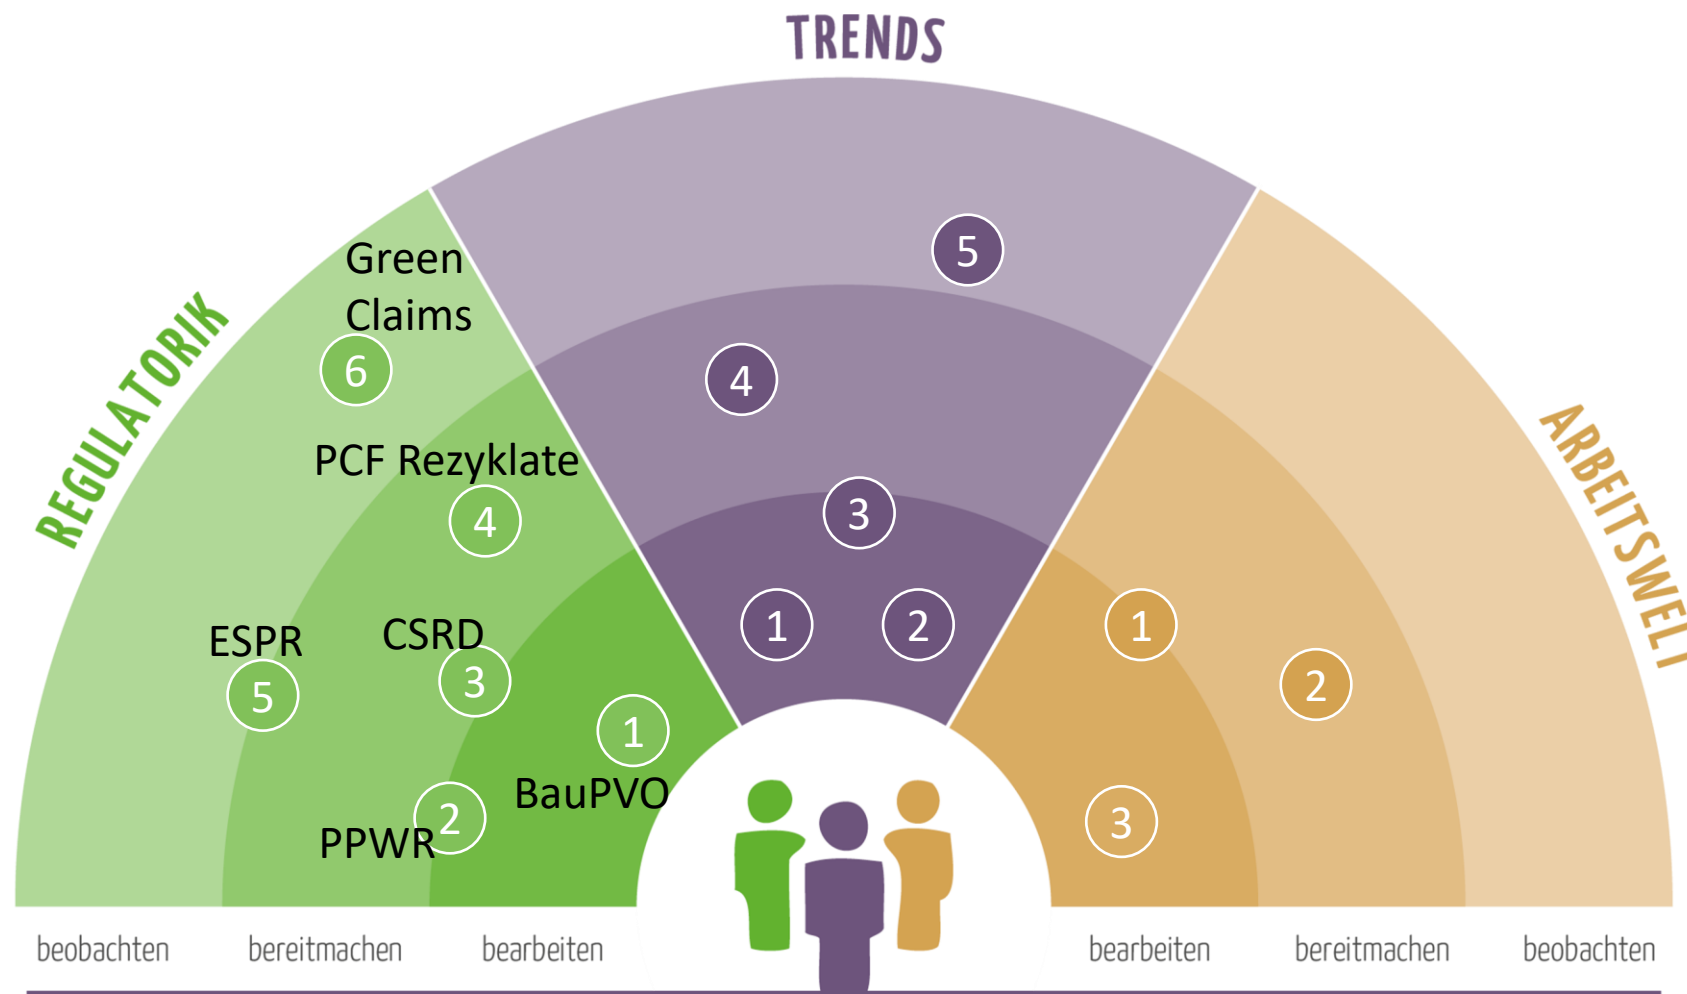 TRENDS
REGULATORIK
ARBEITSWELT
5
Green
Claims
6
4
PCF Rezyklate
4
3
ESPR
5
CSRD
3
1
2
1
2
1
BauPVO
2
PPWR
3
beobachten
bereitmachen
bearbeiten
bearbeiten
bereitmachen
beobachten